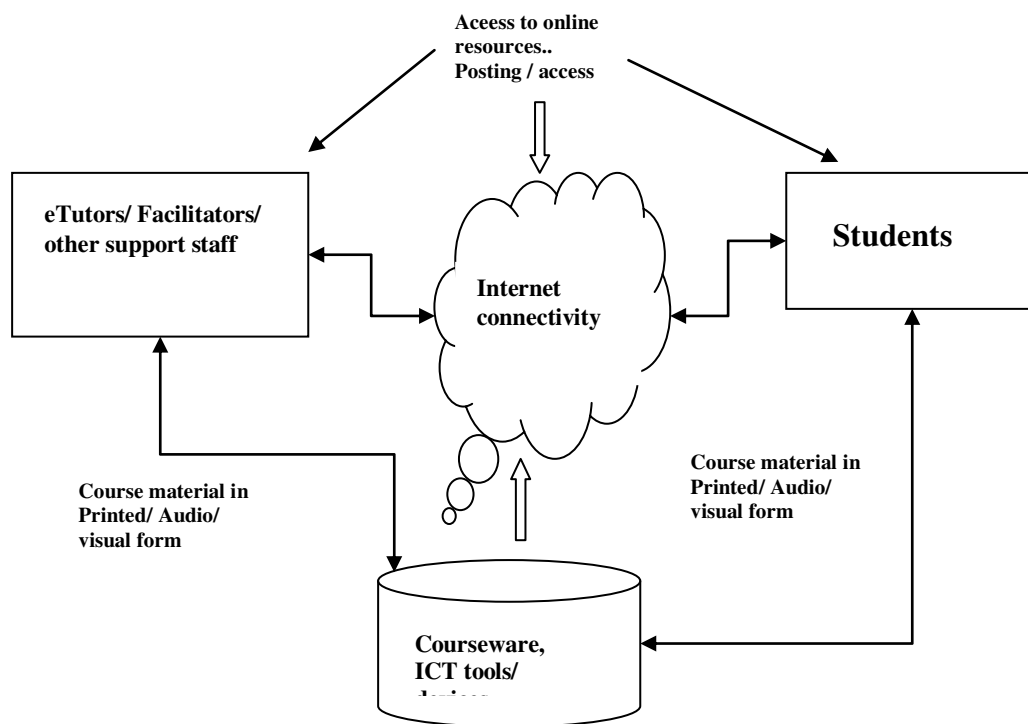 Aceess to online
resources..
Posting / access
eTutors/ Facilitators/
other support staff
Students
Internet
connectivity
Course material in
Printed/ Audio/
visual form
Course material in
Printed/ Audio/
visual form
Courseware,
ICT tools/
devices